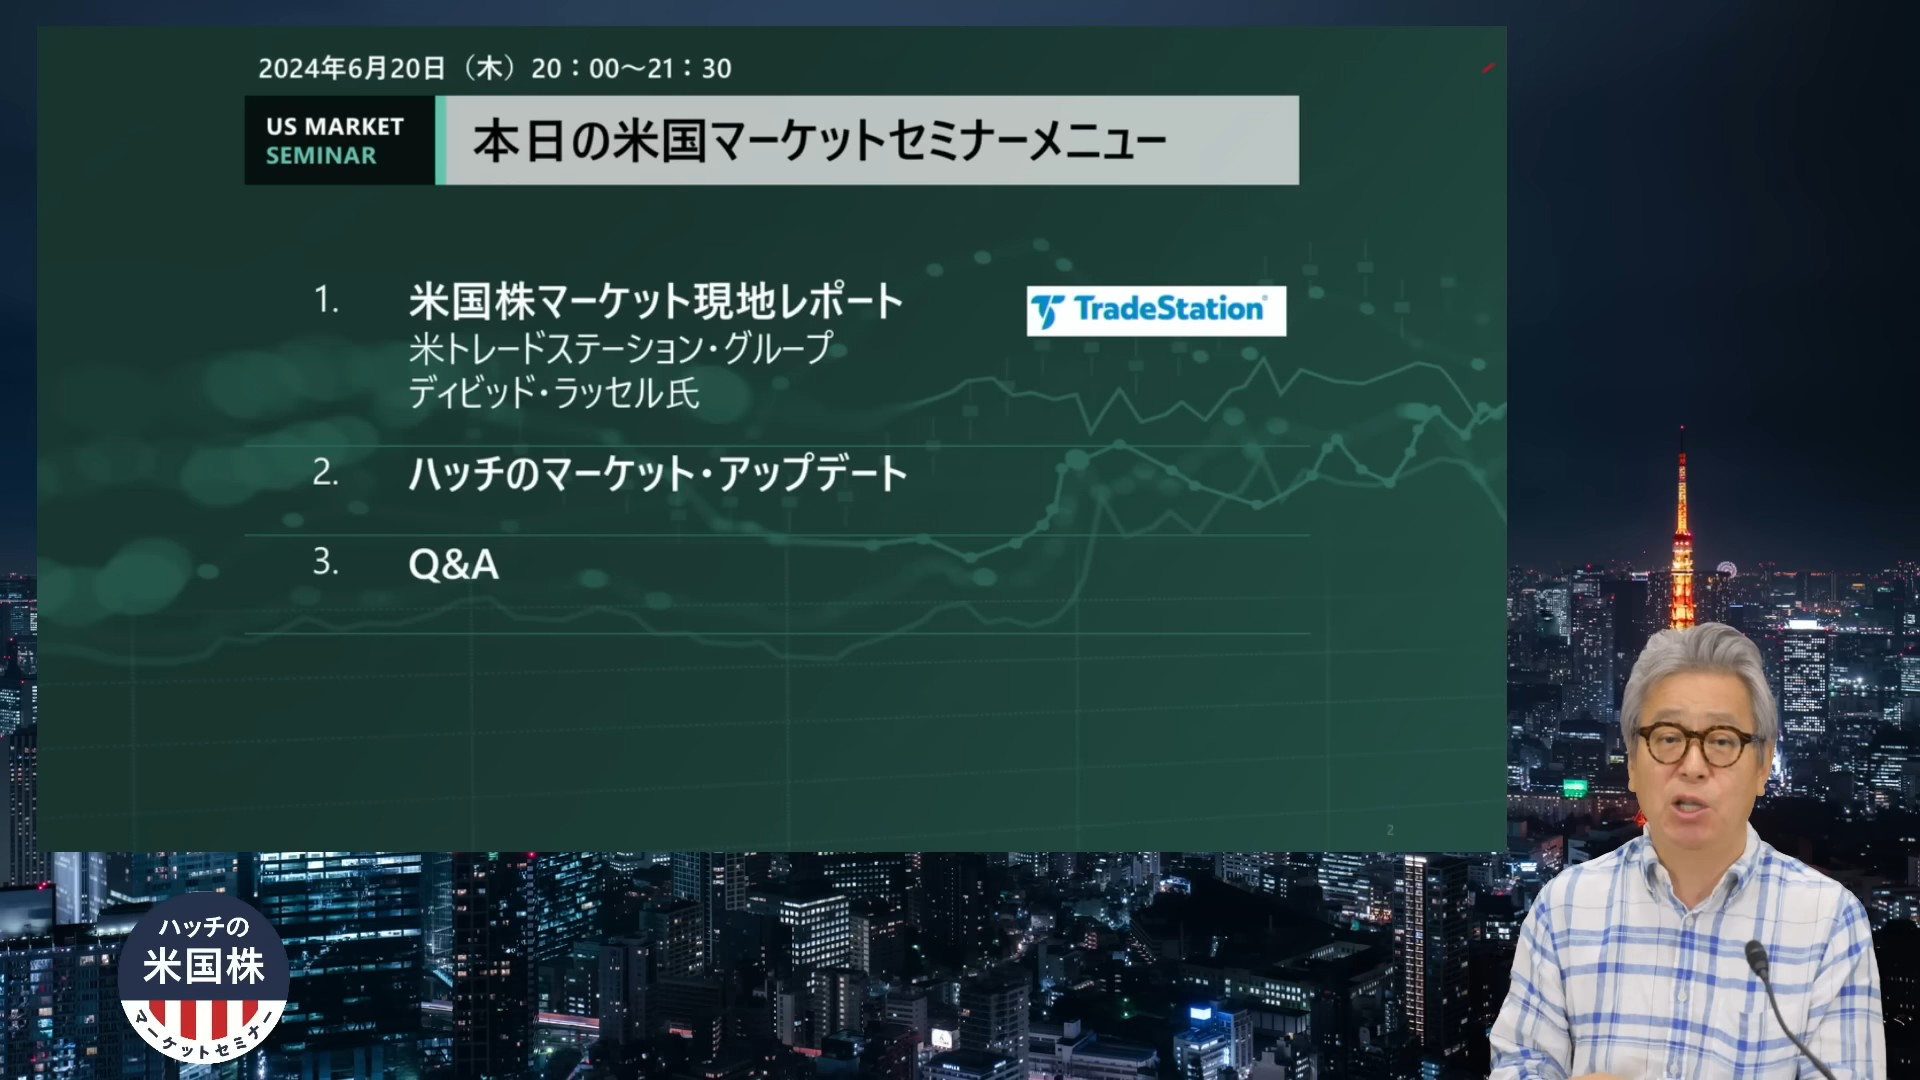 2024年6月20日（木）20：00～21：30
US MARKET
SEMINAR
本日の米国マーケットセミナーメニュー
1. 米国株マーケット現地レポート
TradeStation
米トレードステーション・グループ
ディビッド・ラッセル氏
2. ハッチのマーケット・アップデート
3. Q&A
2
ハッチの
米国株
マーケットセミナー